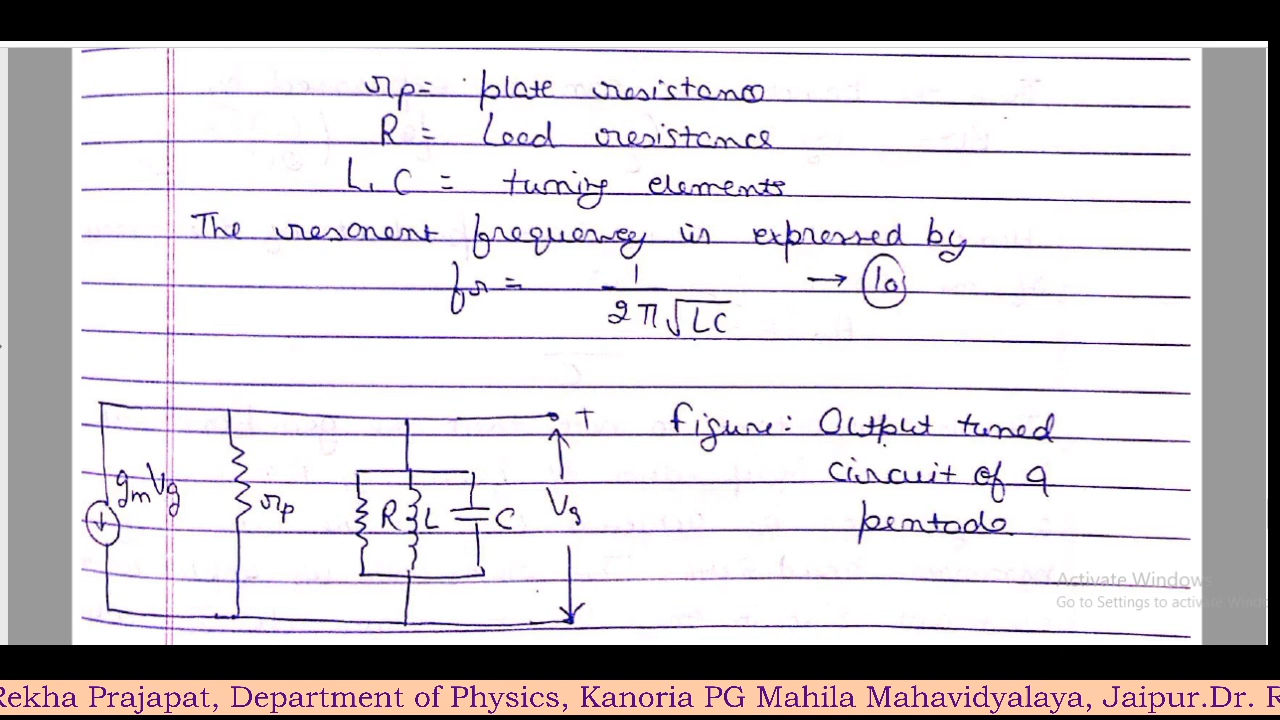 rp = plate resistance
R = Load resistance
L, C = tuning elements
The resonant frequency is expressed by
fr = 1 / 2π√LC → (10)
+
figure: Output tuned
gmVg
circuit of a
rp
R L C
Vg
pentode
Activate Windows
Go to Settings to activate Windo
Rekha Prajapat, Department of Physics, Kanoria PG Mahila Mahavidyalaya, Jaipur.Dr. R